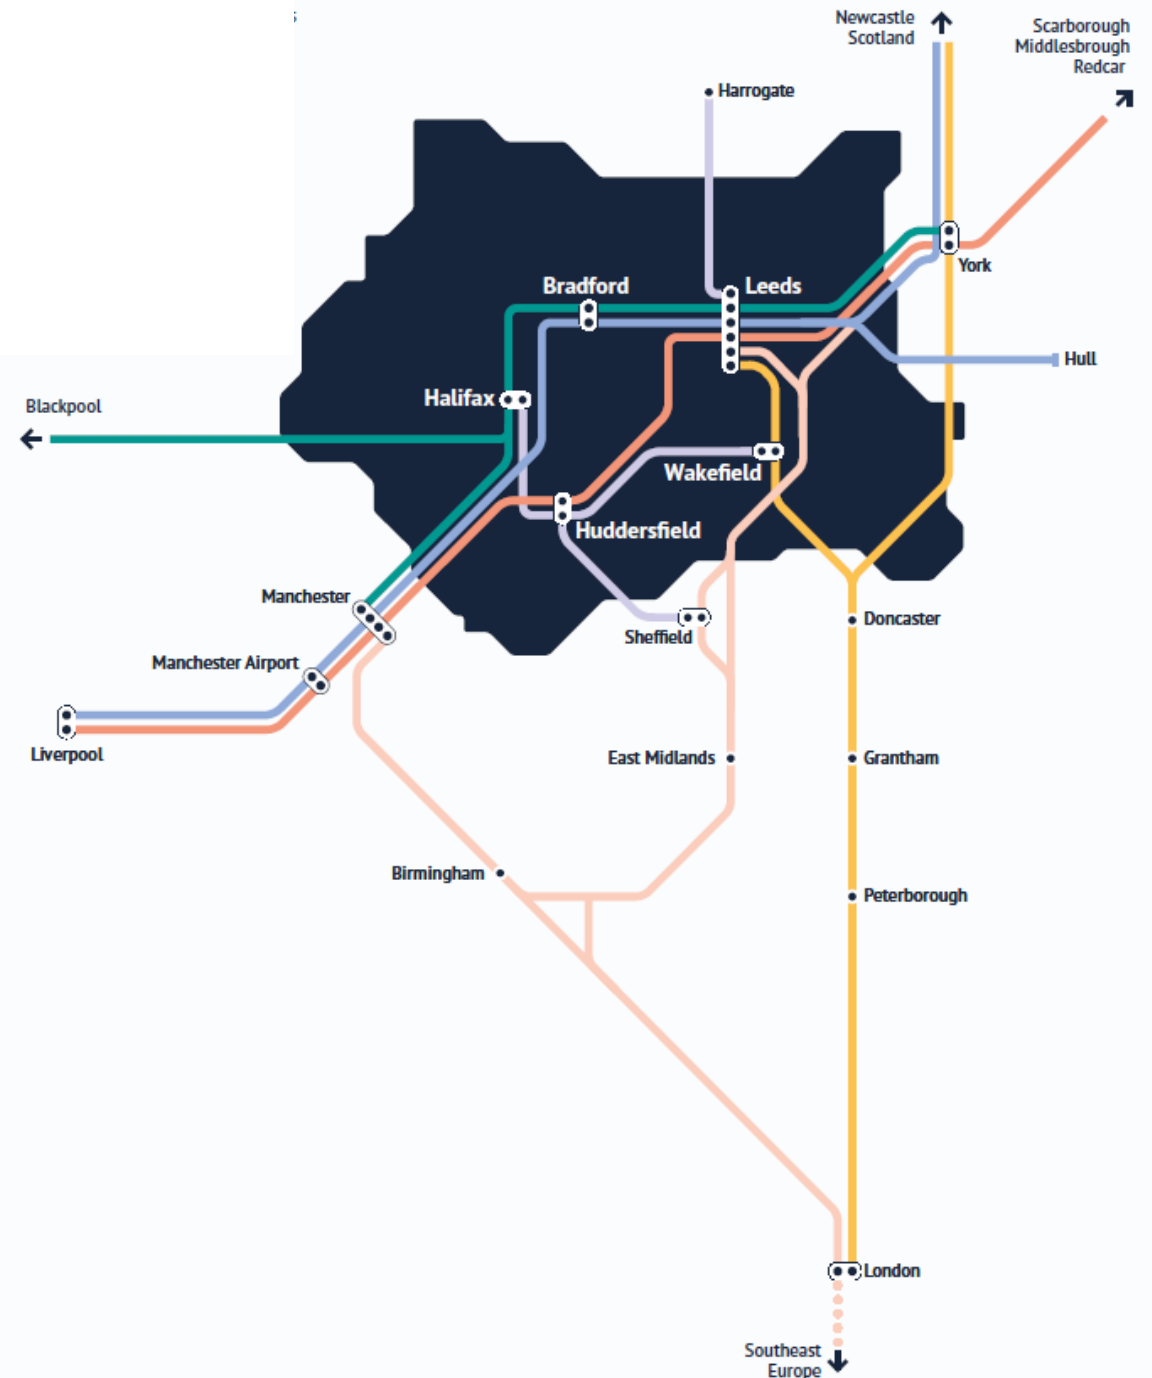 Newcastle
Scotland
Scarborough
Middlesbrough
Redcar
Harrogate
York
Bradford
Leeds
Hull
Halifax
Blackpool
Wakefield
Huddersfield
Manchester
Doncaster
Sheffield
Manchester Airport
Liverpool
East Midlands
Grantham
Birmingham
Peterborough
London
Southeast
Europe